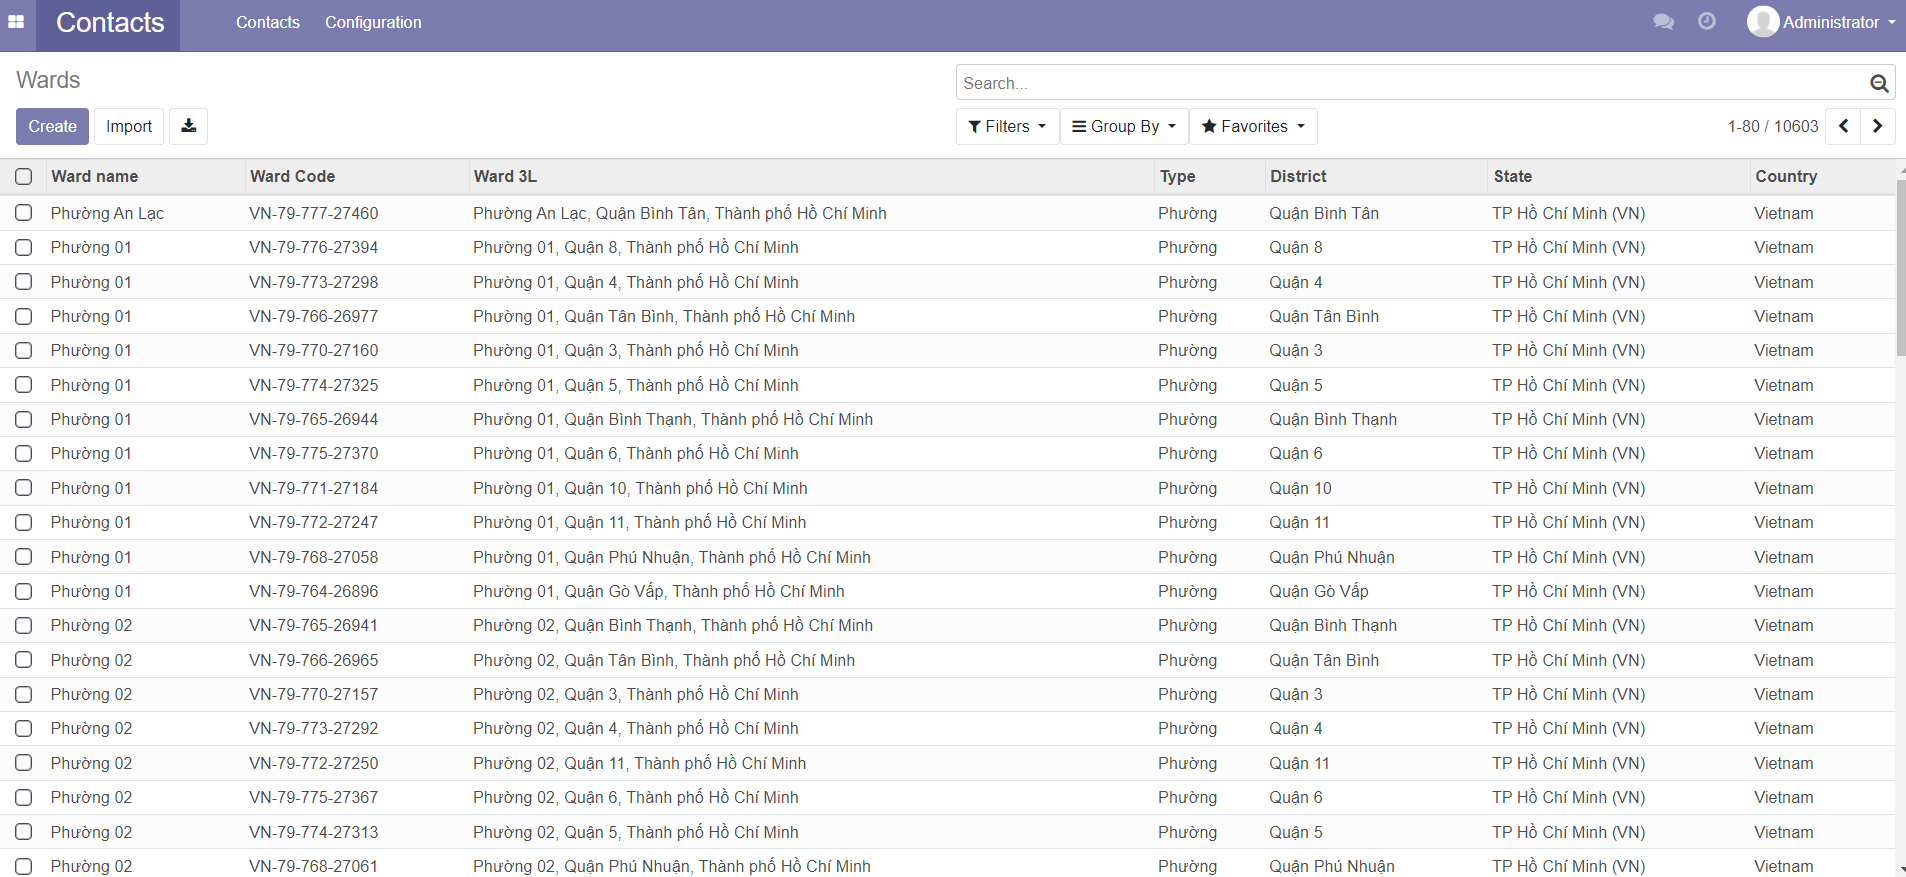 Contacts Contacts Configuration Administrator
Wards
Search...
Create Import Filters Group By Favorites 1-80 / 10603
Ward name Ward Code Ward 3L Type District State Country
Phường An Lạc VN-79-777-27460 Phường An Lạc, Quận Bình Tân, Thành phố Hồ Chí Minh Phường Quận Bình Tân TP Hồ Chí Minh (VN) Vietnam
Phường 01 VN-79-776-27394 Phường 01, Quận 8, Thành phố Hồ Chí Minh Phường Quận 8 TP Hồ Chí Minh (VN) Vietnam
Phường 01 VN-79-773-27298 Phường 01, Quận 4, Thành phố Hồ Chí Minh Phường Quận 4 TP Hồ Chí Minh (VN) Vietnam
Phường 01 VN-79-766-26977 Phường 01, Quận Tân Bình, Thành phố Hồ Chí Minh Phường Quận Tân Bình TP Hồ Chí Minh (VN) Vietnam
Phường 01 VN-79-770-27160 Phường 01, Quận 3, Thành phố Hồ Chí Minh Phường Quận 3 TP Hồ Chí Minh (VN) Vietnam
Phường 01 VN-79-774-27325 Phường 01, Quận 5, Thành phố Hồ Chí Minh Phường Quận 5 TP Hồ Chí Minh (VN) Vietnam
Phường 01 VN-79-765-26944 Phường 01, Quận Bình Thạnh, Thành phố Hồ Chí Minh Phường Quận Bình Thạnh TP Hồ Chí Minh (VN) Vietnam
Phường 01 VN-79-775-27370 Phường 01, Quận 6, Thành phố Hồ Chí Minh Phường Quận 6 TP Hồ Chí Minh (VN) Vietnam
Phường 01 VN-79-771-27184 Phường 01, Quận 10, Thành phố Hồ Chí Minh Phường Quận 10 TP Hồ Chí Minh (VN) Vietnam
Phường 01 VN-79-772-27247 Phường 01, Quận 11, Thành phố Hồ Chí Minh Phường Quận 11 TP Hồ Chí Minh (VN) Vietnam
Phường 01 VN-79-768-27058 Phường 01, Quận Phú Nhuận, Thành phố Hồ Chí Minh Phường Quận Phú Nhuận TP Hồ Chí Minh (VN) Vietnam
Phường 01 VN-79-764-26896 Phường 01, Quận Gò Vấp, Thành phố Hồ Chí Minh Phường Quận Gò Vấp TP Hồ Chí Minh (VN) Vietnam
Phường 02 VN-79-765-26941 Phường 02, Quận Bình Thạnh, Thành phố Hồ Chí Minh Phường Quận Bình Thạnh TP Hồ Chí Minh (VN) Vietnam
Phường 02 VN-79-766-26965 Phường 02, Quận Tân Bình, Thành phố Hồ Chí Minh Phường Quận Tân Bình TP Hồ Chí Minh (VN) Vietnam
Phường 02 VN-79-770-27157 Phường 02, Quận 3, Thành phố Hồ Chí Minh Phường Quận 3 TP Hồ Chí Minh (VN) Vietnam
Phường 02 VN-79-773-27292 Phường 02, Quận 4, Thành phố Hồ Chí Minh Phường Quận 4 TP Hồ Chí Minh (VN) Vietnam
Phường 02 VN-79-772-27250 Phường 02, Quận 11, Thành phố Hồ Chí Minh Phường Quận 11 TP Hồ Chí Minh (VN) Vietnam
Phường 02 VN-79-775-27367 Phường 02, Quận 6, Thành phố Hồ Chí Minh Phường Quận 6 TP Hồ Chí Minh (VN) Vietnam
Phường 02 VN-79-774-27313 Phường 02, Quận 5, Thành phố Hồ Chí Minh Phường Quận 5 TP Hồ Chí Minh (VN) Vietnam
Phường 02 VN-79-768-27061 Phường 02, Quận Phú Nhuận, Thành phố Hồ Chí Minh Phường Quận Phú Nhuận TP Hồ Chí Minh (VN) Vietnam